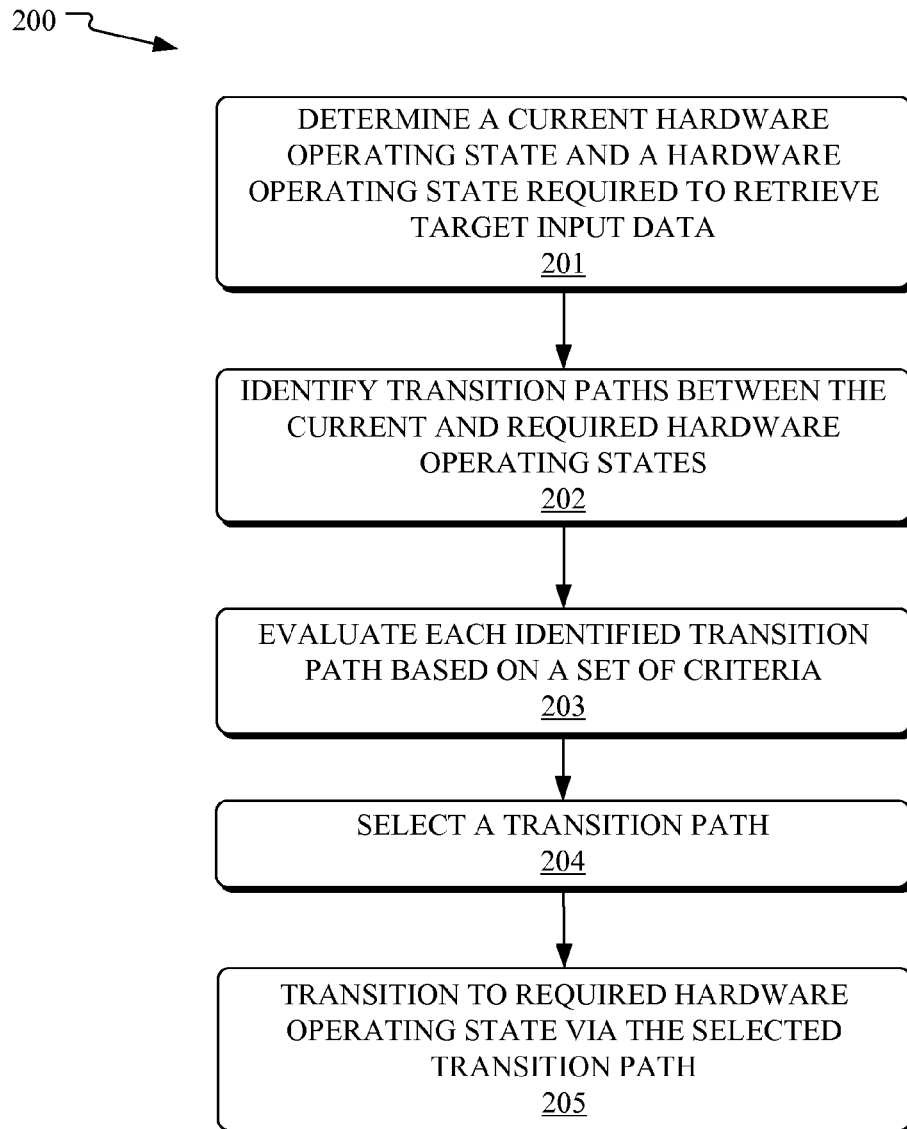 200
DETERMINE A CURRENT HARDWARE
OPERATING STATE AND A HARDWARE
OPERATING STATE REQUIRED TO RETRIEVE
TARGET INPUT DATA
201
IDENTIFY TRANSITION PATHS BETWEEN THE
CURRENT AND REQUIRED HARDWARE
OPERATING STATES
202
EVALUATE EACH IDENTIFIED TRANSITION
PATH BASED ON A SET OF CRITERIA
203
SELECT A TRANSITION PATH
204
TRANSITION TO REQUIRED HARDWARE
OPERATING STATE VIA THE SELECTED
TRANSITION PATH
205